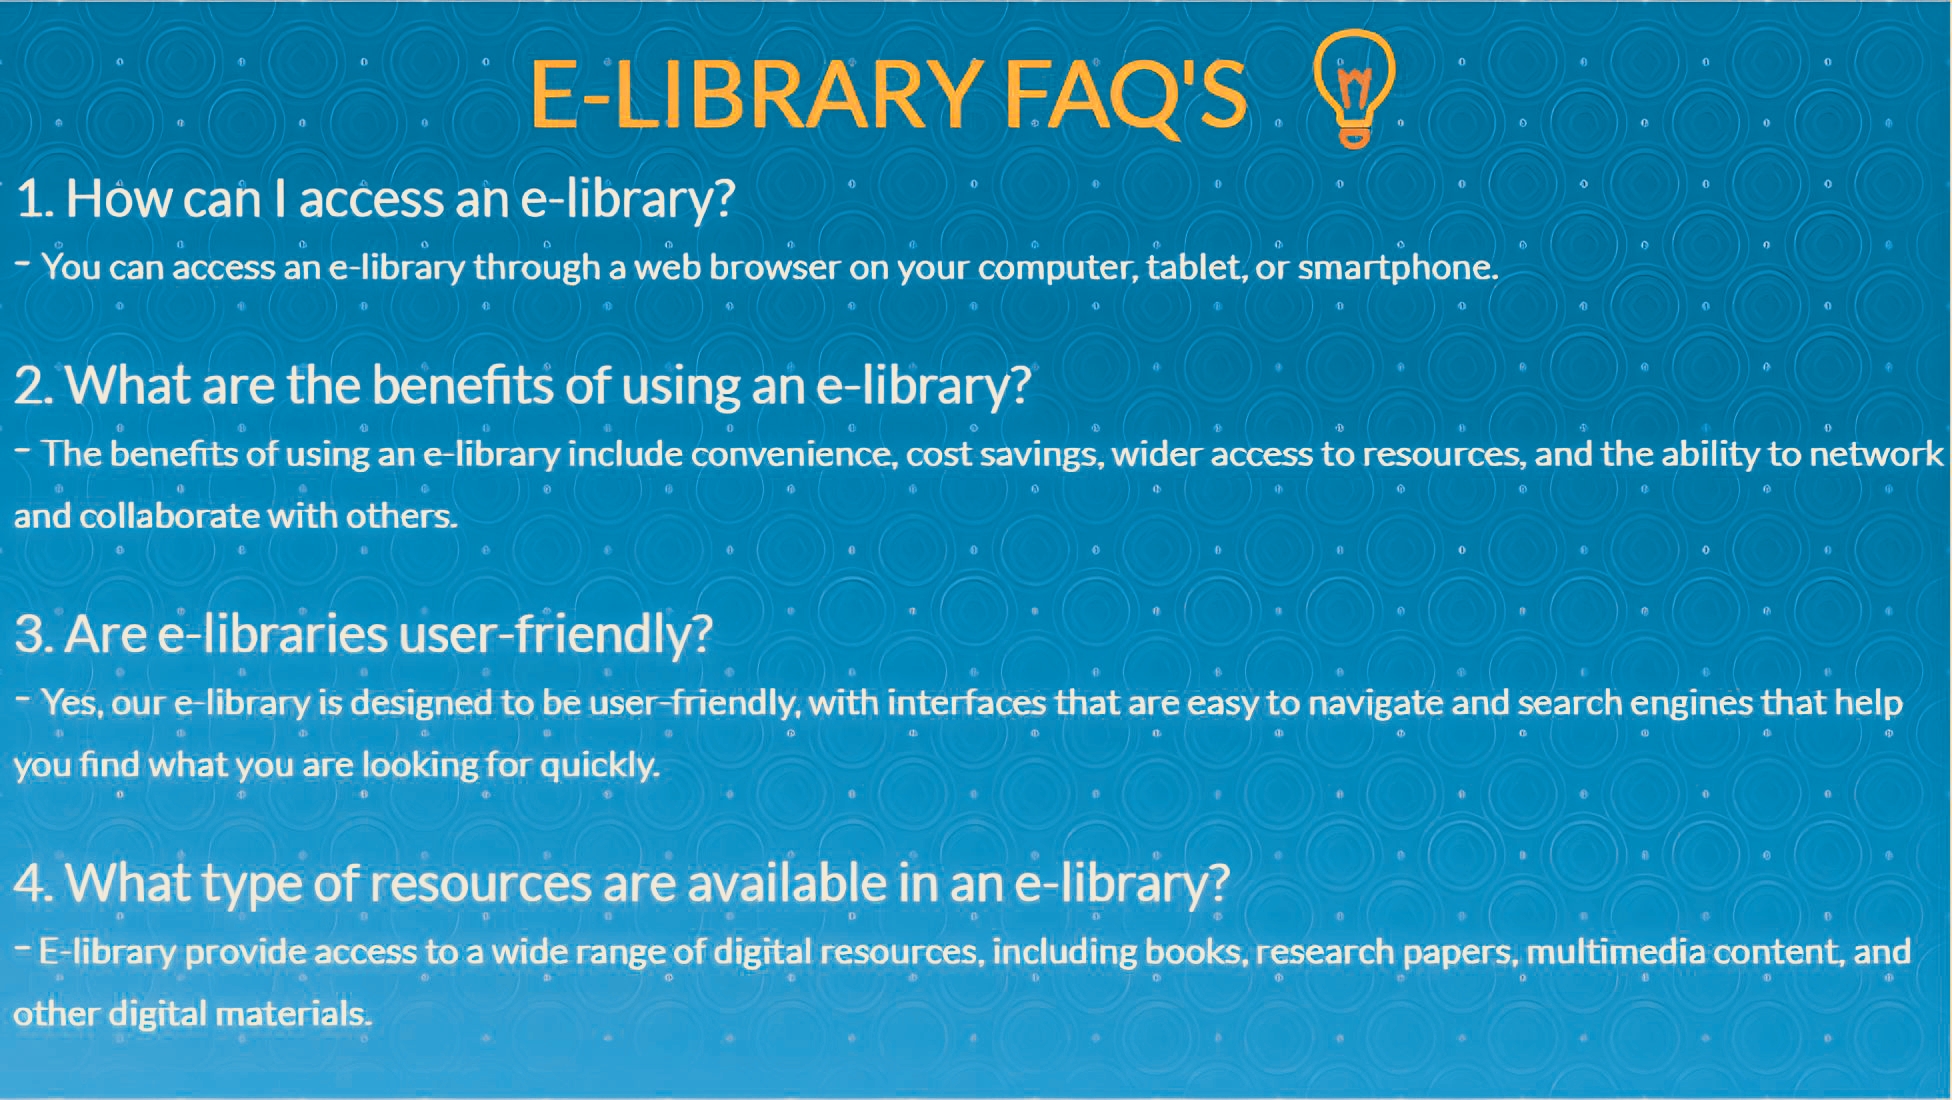 E-LIBRARY FAQ'S
1. How can I access an e-library?
- You can access an e-library through a web browser on your computer, tablet, or smartphone.
2. What are the benefits of using an e-library?
- The benefits of using an e-library include convenience, cost savings, wider access to resources, and the ability to network
and collaborate with others.
3. Are e-libraries user-friendly?
- Yes, our e-library is designed to be user-friendly, with interfaces that are easy to navigate and search engines that help
you find what you are looking for quickly.
4. What type of resources are available in an e-library?
- E-library provide access to a wide range of digital resources, including books, research papers, multimedia content, and
other digital materials.